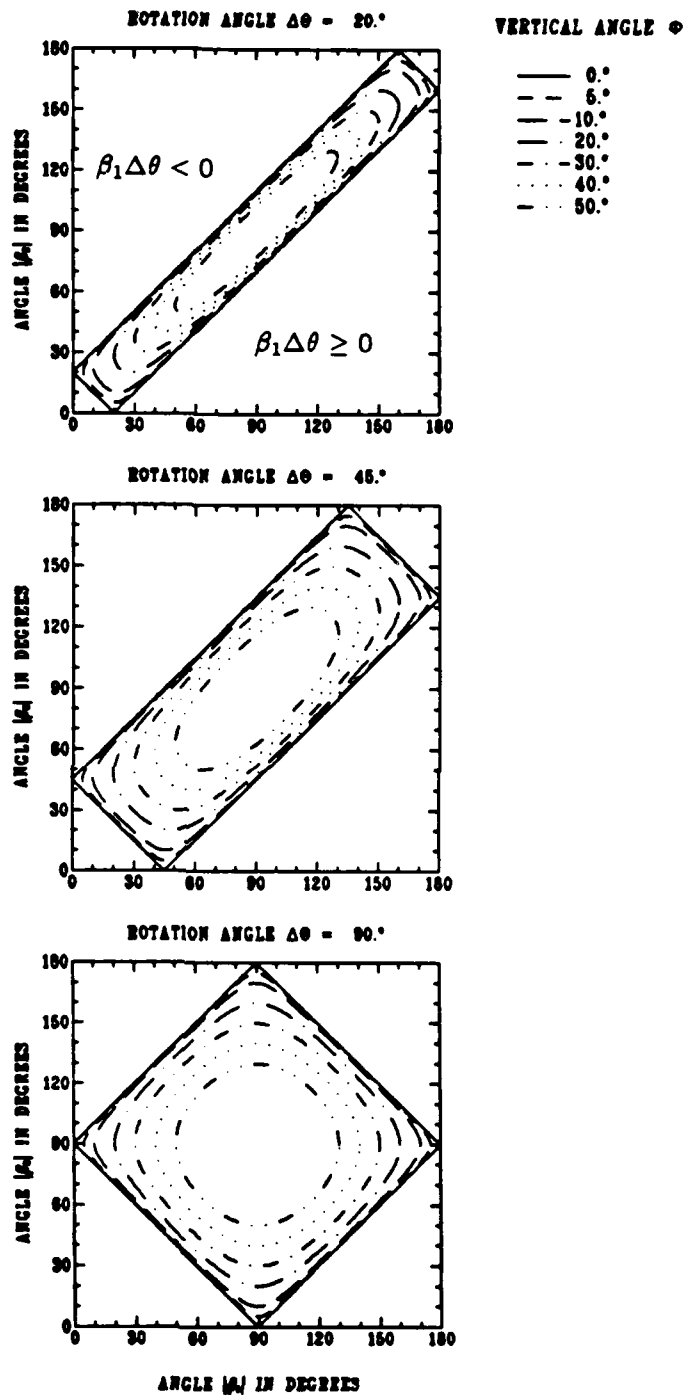 ROTATION ANGLE ΔΘ = 20.°
VERTICAL ANGLE Φ
0.°
5.°
10.°
20.°
30.°
40.°
50.°
180
150
120
90
60
30
0
ANGLE IN DEGREES
β₁Δθ < 0
β₁Δθ ≥ 0
0 30 60 90 120 150 180
ROTATION ANGLE ΔΘ = 45.°
180
150
120
90
60
30
0
ANGLE IN DEGREES
0 30 60 90 120 150 180
ROTATION ANGLE ΔΘ = 90.°
180
150
120
90
60
30
0
ANGLE IN DEGREES
0 30 60 90 120 150 180
ANGLE IN DEGREES